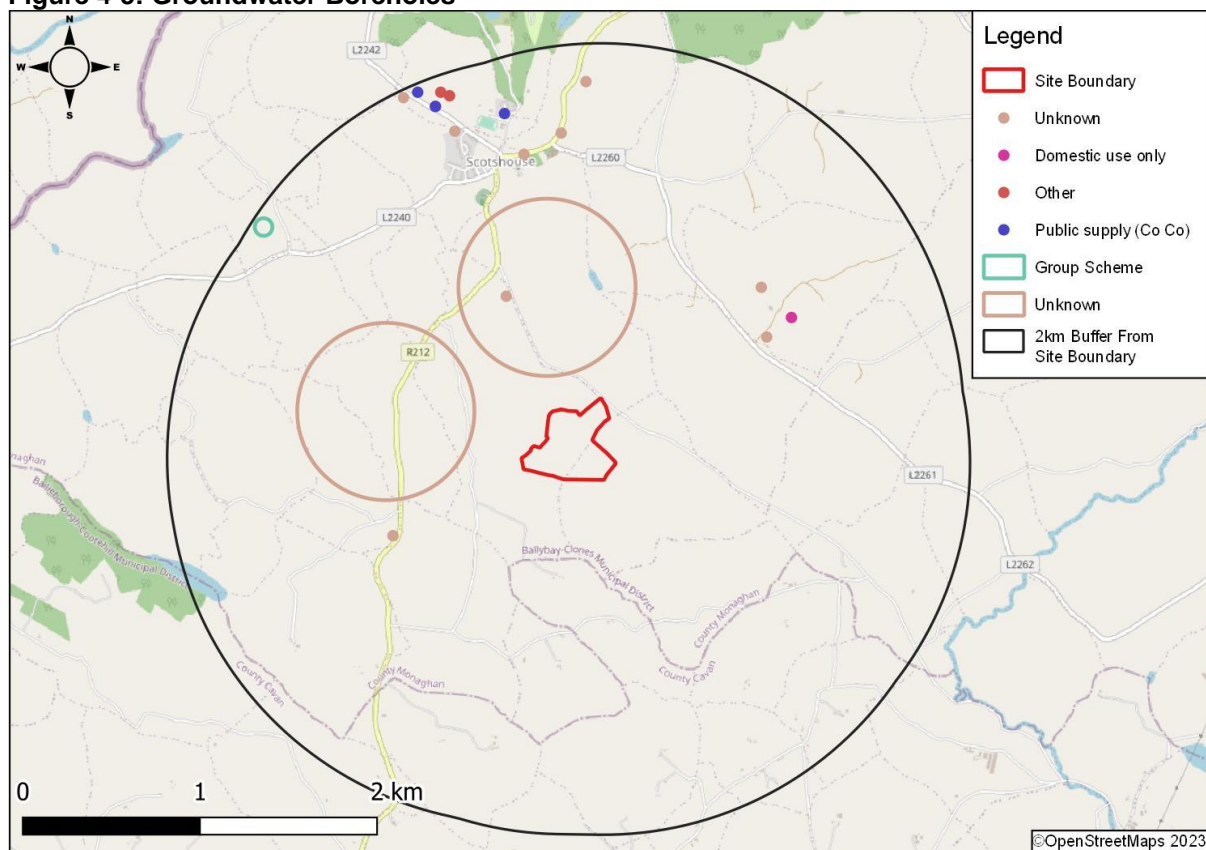 Figure 4-3: Groundwater Boreholes
N
W E
S
L2242
Scotshouse
L2260
L2240
R212
L2261
L2262
Ballybay-Clones Municipal District
County Monaghan
County Cavan
naghan
Bailieborough-Cootehill Municipal District
County Cavan
County Monaghan
0 1 2 km
Legend
Site Boundary
Unknown
Domestic use only
Other
Public supply (Co Co)
Group Scheme
Unknown
2km Buffer From
Site Boundary
©OpenStreetMaps 2023